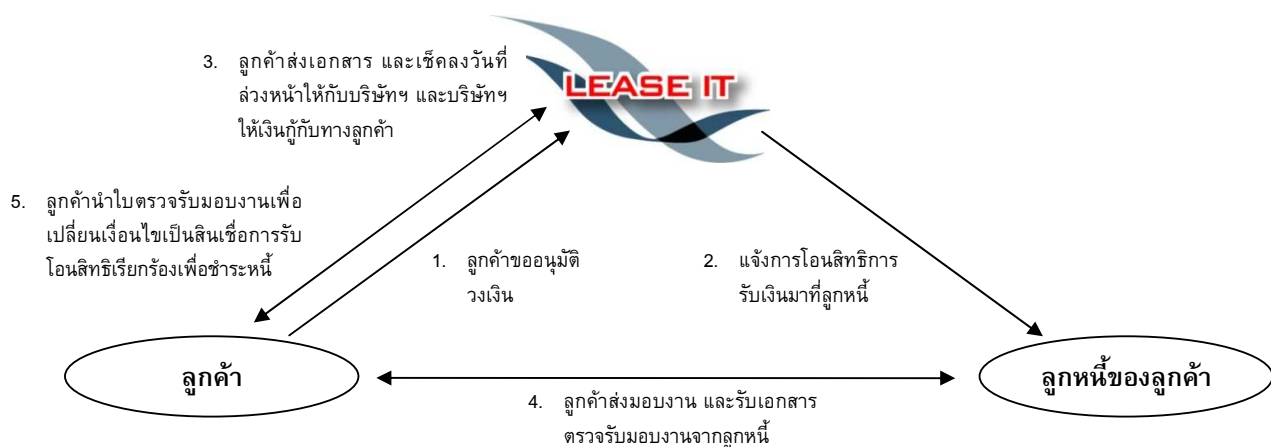 LEASE IT
3. ลูกค้าส่งเอกสาร และเช็คลงวันที่
ล่วงหน้าให้กับบริษัทฯ และบริษัทฯ
ให้เงินกู้กับทางลูกค้า
5. ลูกค้านำใบตรวจรับมอบงานเพื่อ
เปลี่ยนเงื่อนไขเป็นสินเชื่อการรับ
โอนสิทธิเรียกร้องเพื่อชำระหนี้
1. ลูกค้าขออนุมัติ
วงเงิน
2. แจ้งการโอนสิทธิการ
รับเงินมาที่ลูกหนี้
ลูกค้า
ลูกหนี้ของลูกค้า
4. ลูกค้าส่งมอบงาน และรับเอกสาร
ตรวจรับมอบงานจากลูกหนี้